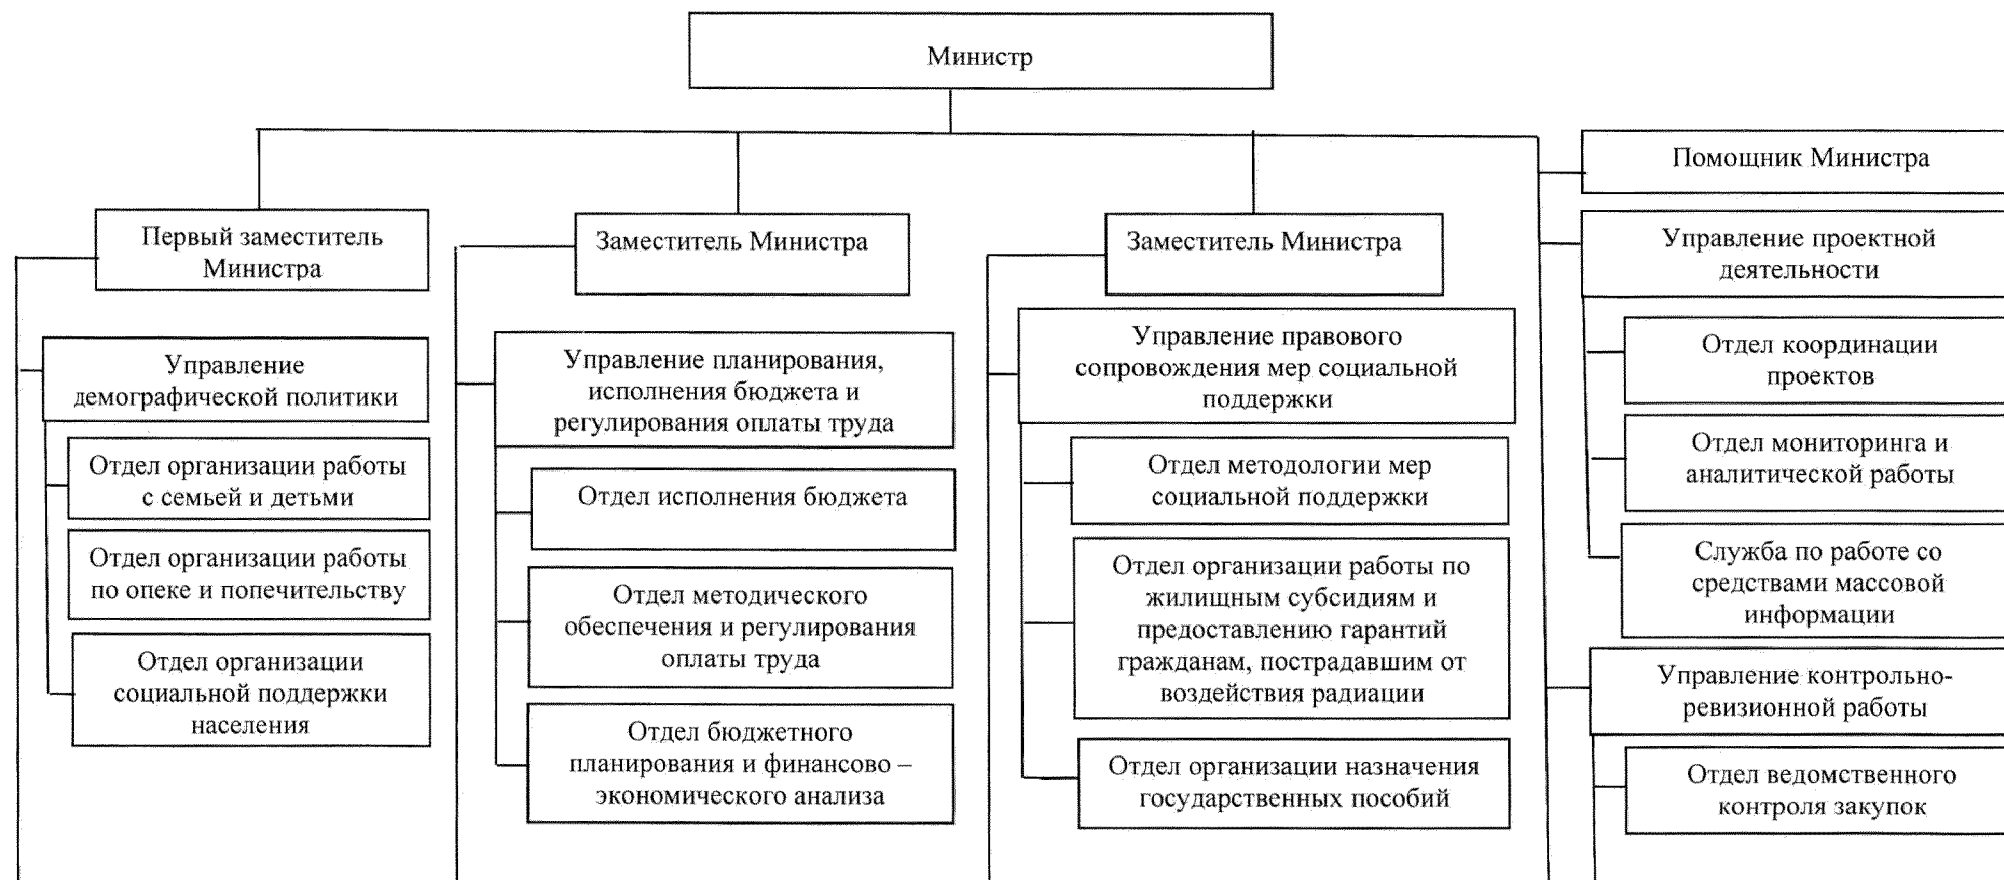 Министр
Помощник Министра
Первый заместитель
Министра
Управление
демографической политики
Отдел организации работы
с семьей и детьми
Отдел организации работы
по опеке и попечительству
Отдел организации
социальной поддержки
населения
Заместитель Министра
Управление планирования,
исполнения бюджета и
регулирования оплаты труда
Отдел исполнения бюджета
Отдел методического
обеспечения и регулирования
оплаты труда
Отдел бюджетного
планирования и финансово –
экономического анализа
Заместитель Министра
Управление правового
сопровождения мер социальной
поддержки
Отдел методологии мер
социальной поддержки
Отдел организации работы по
жилищным субсидиям и
предоставлению гарантий
гражданам, пострадавшим от
воздействия радиации
Отдел организации назначения
государственных пособий
Управление проектной
деятельности
Отдел координации
проектов
Отдел мониторинга и
аналитической работы
Служба по работе со
средствами массовой
информации
Управление контрольно-
ревизионной работы
Отдел ведомственного
контроля закупок